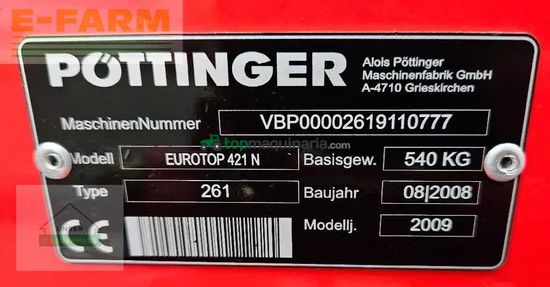 E-FARM
PÖTTINGER
Alois Pöttinger
Maschinenfabrik GmbH
A-4710 Grieskirchen
MaschinenNummer VBP00002619110777
topmaquinaria.com
Modell EUROTOP 421 N Basisgew. 540 KG
Type 261 Baujahr 08|2008
CE Modellj. 2009